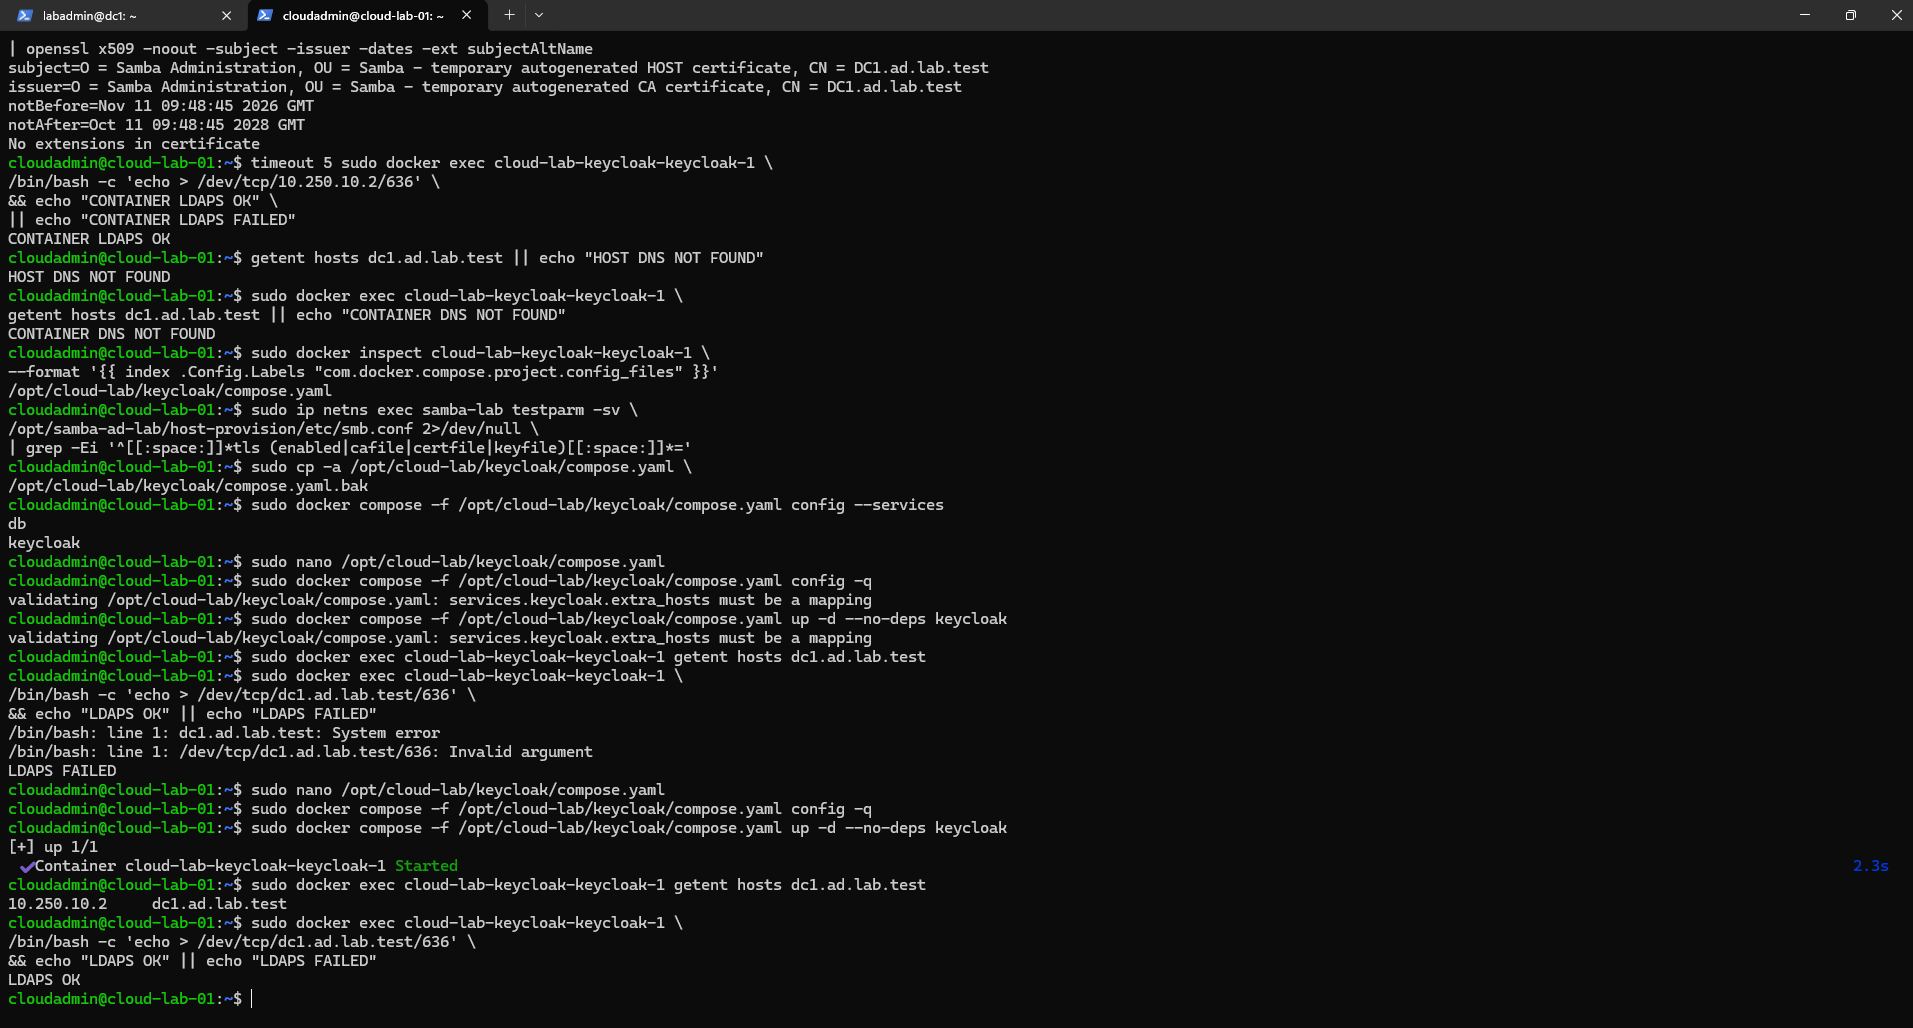 labadmin@dc1: ~
cloudadmin@cloud-lab-01: ~
| openssl x509 -noout -subject -issuer -dates -ext subjectAltName
subject=O = Samba Administration, OU = Samba - temporary autogenerated HOST certificate, CN = DC1.ad.lab.test
issuer=O = Samba Administration, OU = Samba - temporary autogenerated CA certificate, CN = DC1.ad.lab.test
notBefore=Nov 11 09:48:45 2026 GMT
notAfter=Oct 11 09:48:45 2028 GMT
No extensions in certificate
cloudadmin@cloud-lab-01:~$ timeout 5 sudo docker exec cloud-lab-keycloak-keycloak-1 \
/bin/bash -c 'echo > /dev/tcp/10.250.10.2/636' \
&& echo "CONTAINER LDAPS OK" \
|| echo "CONTAINER LDAPS FAILED"
CONTAINER LDAPS OK
cloudadmin@cloud-lab-01:~$ getent hosts dc1.ad.lab.test || echo "HOST DNS NOT FOUND"
HOST DNS NOT FOUND
cloudadmin@cloud-lab-01:~$ sudo docker exec cloud-lab-keycloak-keycloak-1 \
getent hosts dc1.ad.lab.test || echo "CONTAINER DNS NOT FOUND"
CONTAINER DNS NOT FOUND
cloudadmin@cloud-lab-01:~$ sudo docker inspect cloud-lab-keycloak-keycloak-1 \
--format '{{ index .Config.Labels "com.docker.compose.project.config_files" }}'
/opt/cloud-lab/keycloak/compose.yaml
cloudadmin@cloud-lab-01:~$ sudo ip netns exec samba-lab testparm -sv \
/opt/samba-ad-lab/host-provision/etc/smb.conf 2>/dev/null \
| grep -Ei '^[[:space:]]*tls (enabled|cafile|certfile|keyfile)[[:space:]]*='
cloudadmin@cloud-lab-01:~$ sudo cp -a /opt/cloud-lab/keycloak/compose.yaml \
/opt/cloud-lab/keycloak/compose.yaml.bak
cloudadmin@cloud-lab-01:~$ sudo docker compose -f /opt/cloud-lab/keycloak/compose.yaml config --services
db
keycloak
cloudadmin@cloud-lab-01:~$ sudo nano /opt/cloud-lab/keycloak/compose.yaml
cloudadmin@cloud-lab-01:~$ sudo docker compose -f /opt/cloud-lab/keycloak/compose.yaml config -q
validating /opt/cloud-lab/keycloak/compose.yaml: services.keycloak.extra_hosts must be a mapping
cloudadmin@cloud-lab-01:~$ sudo docker compose -f /opt/cloud-lab/keycloak/compose.yaml up -d --no-deps keycloak
validating /opt/cloud-lab/keycloak/compose.yaml: services.keycloak.extra_hosts must be a mapping
cloudadmin@cloud-lab-01:~$ sudo docker exec cloud-lab-keycloak-keycloak-1 getent hosts dc1.ad.lab.test
cloudadmin@cloud-lab-01:~$ sudo docker exec cloud-lab-keycloak-keycloak-1 \
/bin/bash -c 'echo > /dev/tcp/dc1.ad.lab.test/636' \
&& echo "LDAPS OK" || echo "LDAPS FAILED"
/bin/bash: line 1: dc1.ad.lab.test: System error
/bin/bash: line 1: /dev/tcp/dc1.ad.lab.test/636: Invalid argument
LDAPS FAILED
cloudadmin@cloud-lab-01:~$ sudo nano /opt/cloud-lab/keycloak/compose.yaml
cloudadmin@cloud-lab-01:~$ sudo docker compose -f /opt/cloud-lab/keycloak/compose.yaml config -q
cloudadmin@cloud-lab-01:~$ sudo docker compose -f /opt/cloud-lab/keycloak/compose.yaml up -d --no-deps keycloak
[+] up 1/1
✔Container cloud-lab-keycloak-keycloak-1 Started 2.3s
cloudadmin@cloud-lab-01:~$ sudo docker exec cloud-lab-keycloak-keycloak-1 getent hosts dc1.ad.lab.test
10.250.10.2     dc1.ad.lab.test
cloudadmin@cloud-lab-01:~$ sudo docker exec cloud-lab-keycloak-keycloak-1 \
/bin/bash -c 'echo > /dev/tcp/dc1.ad.lab.test/636' \
&& echo "LDAPS OK" || echo "LDAPS FAILED"
LDAPS OK
cloudadmin@cloud-lab-01:~$